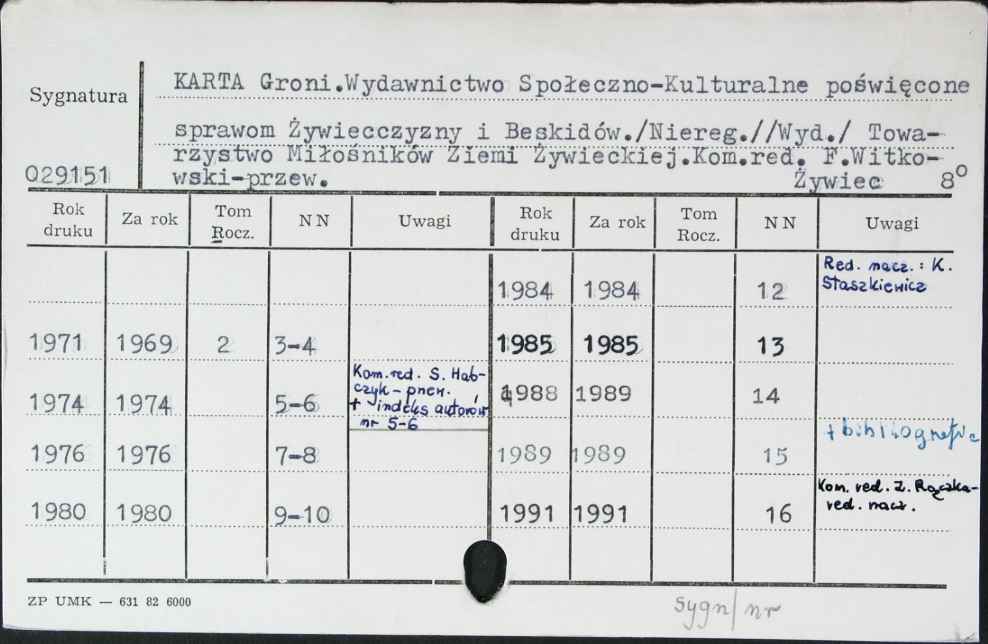 Sygnatura
029151
KARTA Groni.Wydawnictwo Społeczno-Kulturalne poświęcone
sprawom Żywiecczyzny i Beskidów./Niereg.//Wyd./ Towa-
rzystwo Miłośników Ziemi Żywieckiej.Kom.red. F.Witko-
wski-przew. Żywiec 8°
Rok druku Za rok Tom Rocz. NN Uwagi Rok druku Za rok Tom Rocz. NN Uwagi
1984 1984 12 Red. nacz.: K. Staszkiewicz
1971 1969 2 3-4 1985 1985 13
1974 1974 5-6 Kom.red. S. Hab-
czyk-przew.
+ indeks autorów
nr 5-6
1988 1989 14
1976 1976 7-8 1989 1989 15 + bibliografia
1980 1980 9-10 1991 1991 16 Kom. red. Z. Rączka-
red. nacz.
ZP UMK — 631 82 6000
sygn/nr